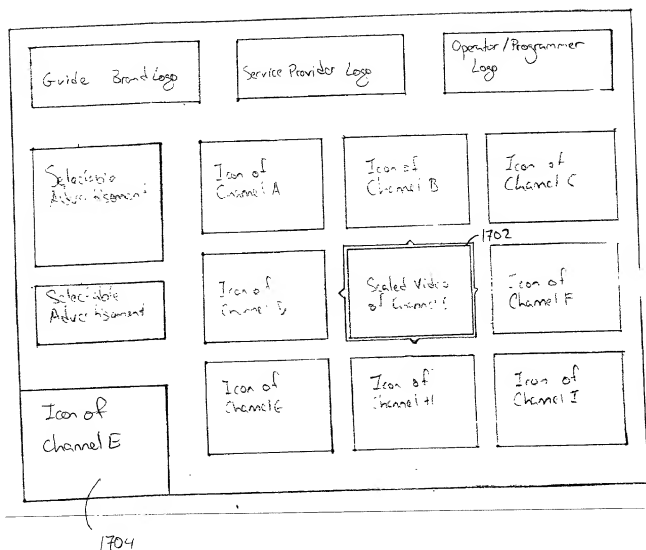 Guide Brand Logo
Service Provider Logo
Operator/Programmer
Logo
Selectable
Advertisement
Icon of
Channel A
Icon of
Channel B
Icon of
Channel C
1702
Selectable
Advertisement
Icon of
Channel D
Scaled Video
of Channel E
Icon of
Channel F
Icon of
Channel E
Icon of
Channel G
Icon of
Channel H
Icon of
Channel I
1704